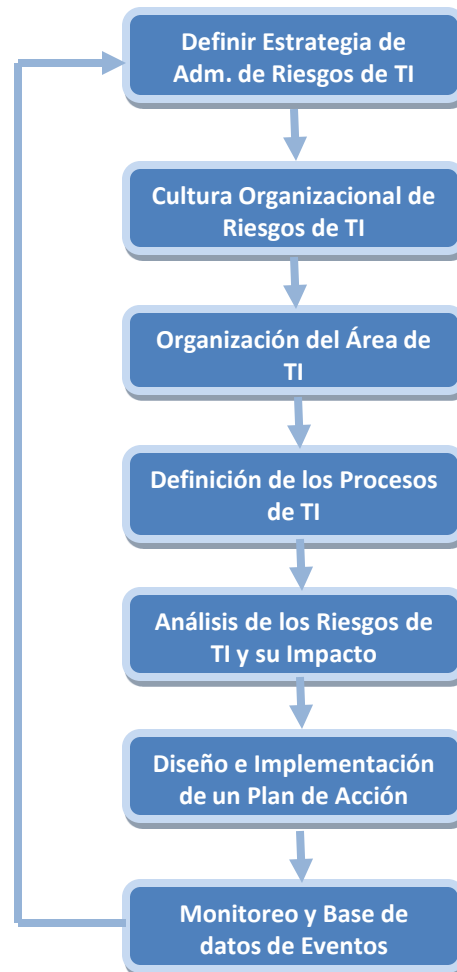 Definir Estrategia de
Adm. de Riesgos de TI
Cultura Organizacional de
Riesgos de TI
Organización del Área de
TI
Definición de los Procesos
de TI
Análisis de los Riesgos de
TI y su Impacto
Diseño e Implementación
de un Plan de Acción
Monitoreo y Base de
datos de Eventos